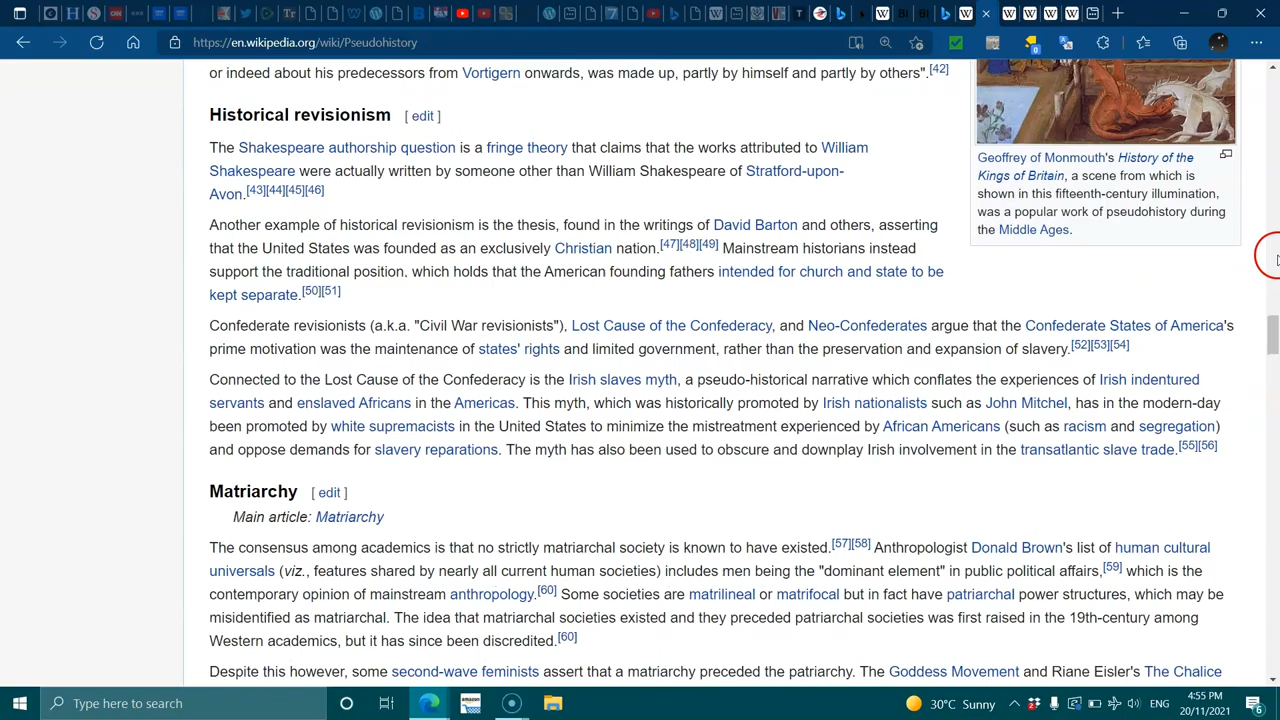 https://en.wikipedia.org/wiki/Pseudohistory
or indeed about his predecessors from Vortigern onwards, was made up, partly by himself and partly by others".[42]
Historical revisionism [ edit ]
The Shakespeare authorship question is a fringe theory that claims that the works attributed to William
Shakespeare were actually written by someone other than William Shakespeare of Stratford-upon-
Avon.[43][44][45][46]
Another example of historical revisionism is the thesis, found in the writings of David Barton and others, asserting
that the United States was founded as an exclusively Christian nation.[47][48][49] Mainstream historians instead
support the traditional position, which holds that the American founding fathers intended for church and state to be
kept separate.[50][51]
Geoffrey of Monmouth's History of the
Kings of Britain, a scene from which is
shown in this fifteenth-century illumination,
was a popular work of pseudohistory during
the Middle Ages.
Confederate revisionists (a.k.a. "Civil War revisionists"), Lost Cause of the Confederacy, and Neo-Confederates argue that the Confederate States of America's
prime motivation was the maintenance of states' rights and limited government, rather than the preservation and expansion of slavery.[52][53][54]
Connected to the Lost Cause of the Confederacy is the Irish slaves myth, a pseudo-historical narrative which conflates the experiences of Irish indentured
servants and enslaved Africans in the Americas. This myth, which was historically promoted by Irish nationalists such as John Mitchel, has in the modern-day
been promoted by white supremacists in the United States to minimize the mistreatment experienced by African Americans (such as racism and segregation)
and oppose demands for slavery reparations. The myth has also been used to obscure and downplay Irish involvement in the transatlantic slave trade.[55][56]
Matriarchy [ edit ]
Main article: Matriarchy
The consensus among academics is that no strictly matriarchal society is known to have existed.[57][58] Anthropologist Donald Brown's list of human cultural
universals (viz., features shared by nearly all current human societies) includes men being the "dominant element" in public political affairs,[59] which is the
contemporary opinion of mainstream anthropology.[60] Some societies are matrilineal or matrifocal but in fact have patriarchal power structures, which may be
misidentified as matriarchal. The idea that matriarchal societies existed and they preceded patriarchal societies was first raised in the 19th-century among
Western academics, but it has since been discredited.[60]
Despite this however, some second-wave feminists assert that a matriarchy preceded the patriarchy. The Goddess Movement and Riane Eisler's The Chalice
Type here to search
30°C Sunny
ENG
4:55 PM
20/11/2021
6